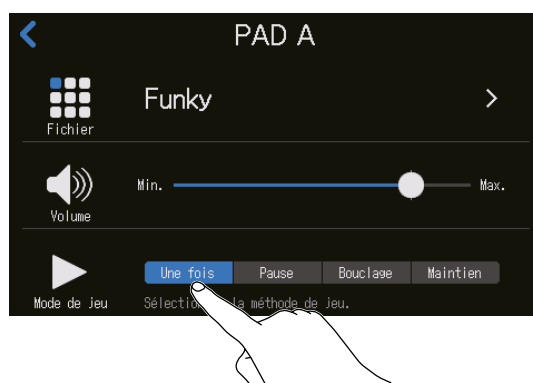 PAD A
Funky
Fichier
Min.
Max.
Volume
Une fois Pause Bouclage Maintien
Mode de jeu
la méthode de jeu.